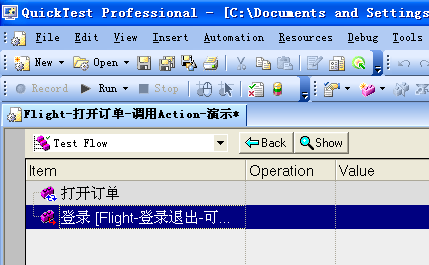 QuickTest Professional - [C:\Documents and Settings
File Edit View Insert Automation Resources Debug Tools
New Open
Record Run Stop
Flight-打开订单-调用Action-演示*
Test Flow Back Show
Item Operation Value
打开订单
登录 [Flight-登录退出-可...